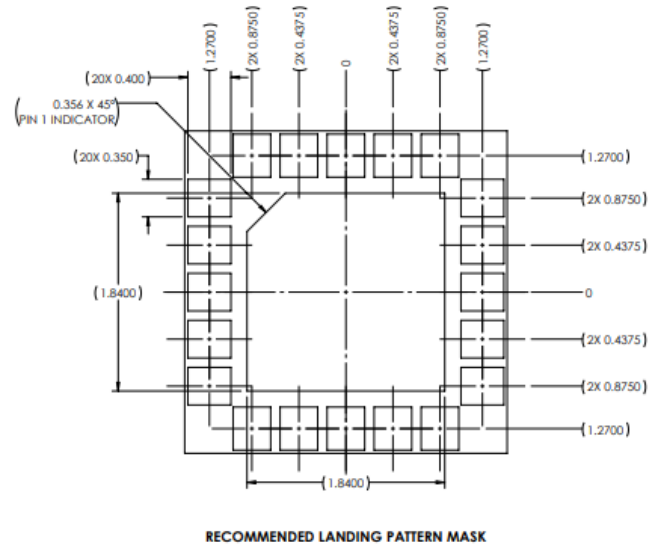 (1.2700)
(2X 0.8750)
(2X 0.4375)
0
(2X 0.4375)
(2X 0.8750)
(1.2700)
(20X 0.400)
(0.356 X 45°
PIN 1 INDICATOR)
(20X 0.350)
(1.8400)
(1.2700)
(2X 0.8750)
(2X 0.4375)
0
(2X 0.4375)
(2X 0.8750)
(1.2700)
(1.8400)
RECOMMENDED LANDING PATTERN MASK